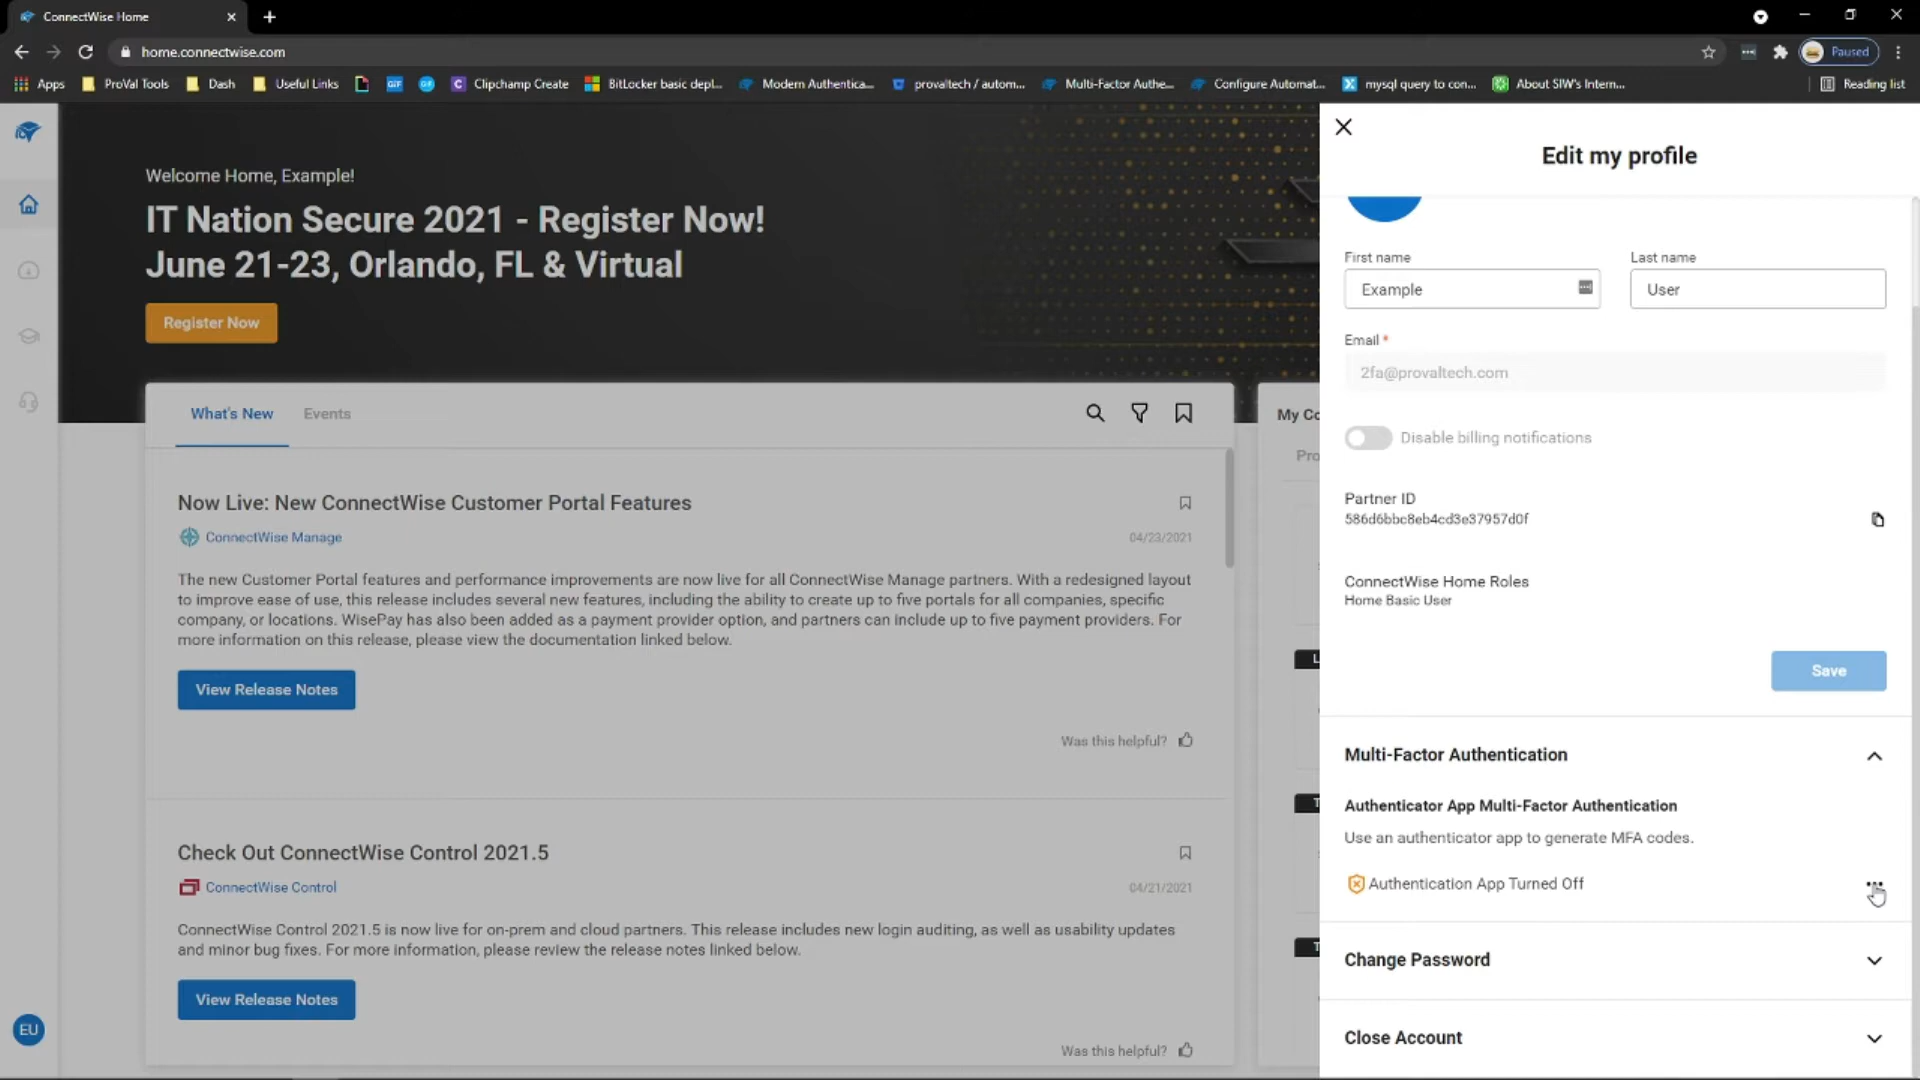 ConnectWise Home
home.connectwise.com
Paused
Apps
ProVal Tools
Dash
Useful Links
GIF
Clipchamp Create
BitLocker basic depl...
Modern Authentica...
provaltech / autom...
Multi-Factor Authe...
Configure Automat...
mysql query to con...
About SIW's Intern...
Reading list
Welcome Home, Example!
IT Nation Secure 2021 - Register Now!
June 21-23, Orlando, FL & Virtual
Register Now
What's New
Events
My Co
Pro
Now Live: New ConnectWise Customer Portal Features
ConnectWise Manage
04/23/2021
The new Customer Portal features and performance improvements are now live for all ConnectWise Manage partners. With a redesigned layout
to improve ease of use, this release includes several new features, including the ability to create up to five portals for all companies, specific
company, or locations. WisePay has also been added as a payment provider option, and partners can include up to five payment providers. For
more information on this release, please view the documentation linked below.
View Release Notes
Was this helpful?
Check Out ConnectWise Control 2021.5
ConnectWise Control
04/21/2021
ConnectWise Control 2021.5 is now live for on-prem and cloud partners. This release includes new login auditing, as well as usability updates
and minor bug fixes. For more information, please review the release notes linked below.
View Release Notes
Was this helpful?
EU
L
T
T
Edit my profile
First name
Last name
Example
User
Email *
2fa@provaltech.com
Disable billing notifications
Partner ID
586d6bbc8eb4cd3e37957d0f
ConnectWise Home Roles
Home Basic User
Save
Multi-Factor Authentication
Authenticator App Multi-Factor Authentication
Use an authenticator app to generate MFA codes.
Authentication App Turned Off
Change Password
Close Account